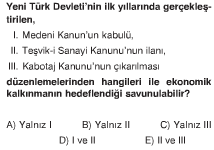 Yeni Türk Devleti'nin ilk yıllarında gerçekleş-
tirilen,
I. Medeni Kanun'un kabulü,
II. Teşvik-i Sanayi Kanunu'nun ilanı,
III. Kabotaj Kanunu'nun çıkarılması
düzenlemelerinden hangileri ile ekonomik
kalkınmanın hedeflendiği savunulabilir?
A) Yalnız I B) Yalnız II C) Yalnız III
D) I ve II E) II ve III